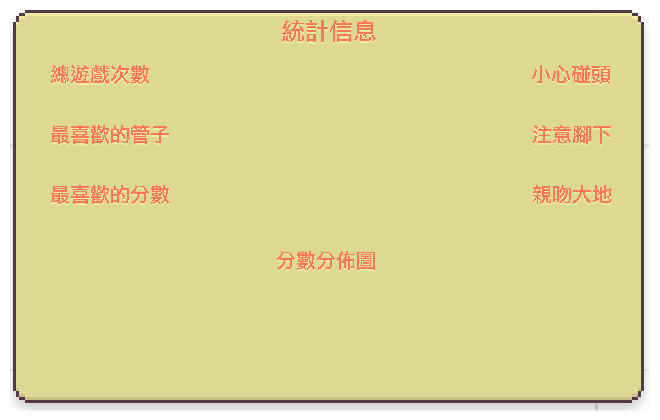 統計信息
總遊戲次數 小心碰頭
最喜歡的管子 注意腳下
最喜歡的分數 親吻大地
分數分佈圖